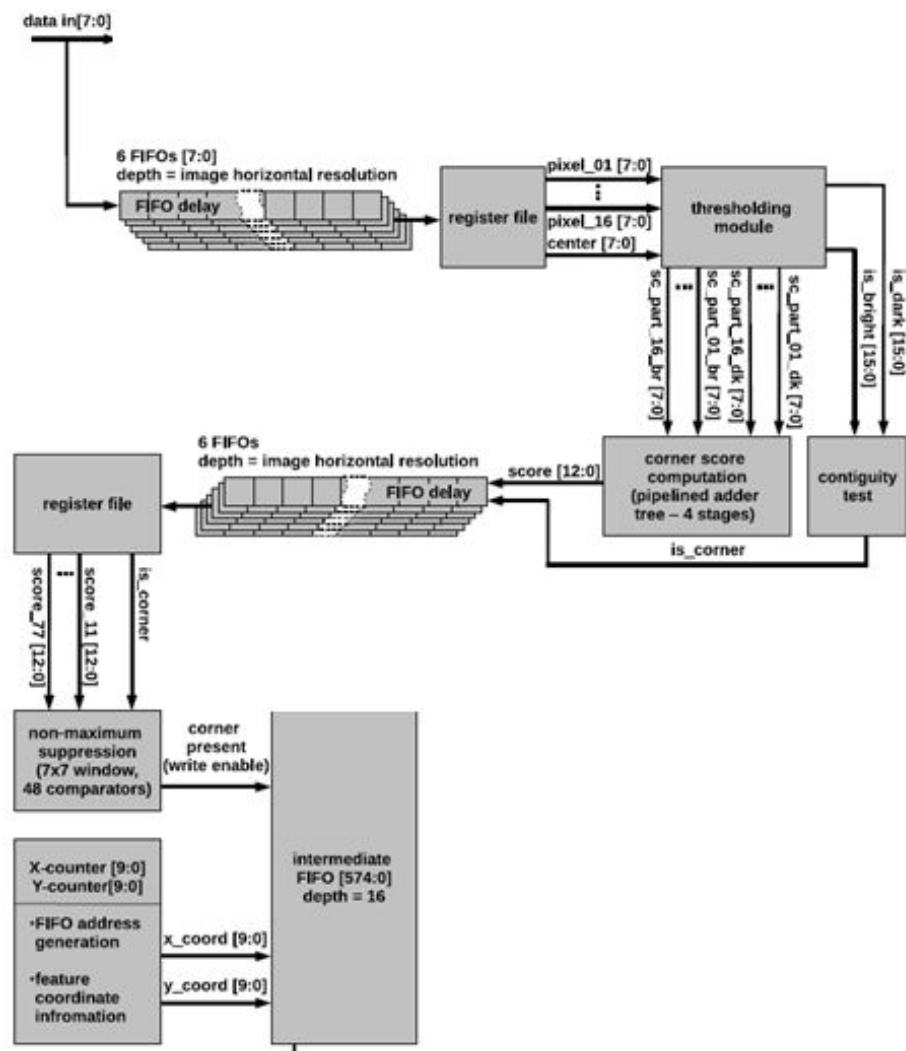 data in[7:0]
6 FIFOs [7:0]
depth = image horizontal resolution
FIFO delay
register file
pixel_01 [7:0]
pixel_16 [7:0]
center [7:0]
thresholding
module
sc_part_16_br [7:0]
sc_part_01_br [7:0]
sc_part_16_dk [7:0]
sc_part_01_dk [7:0]
is_bright [15:0]
is_dark [15:0]
6 FIFOs
depth = image horizontal resolution
FIFO delay
score [12:0]
corner score
computation
(pipelined adder
tree – 4 stages)
contiguity
test
is_corner
register file
score_77 [12:0]
score_11 [12:0]
is_corner
non-maximum
suppression
(7x7 window,
48 comparators)
corner
present
(write enable)
intermediate
FIFO [574:0]
depth = 16
X-counter [9:0]
Y-counter[9:0]
•FIFO address
generation
•feature
coordinate
infromation
x_coord [9:0]
y_coord [9:0]